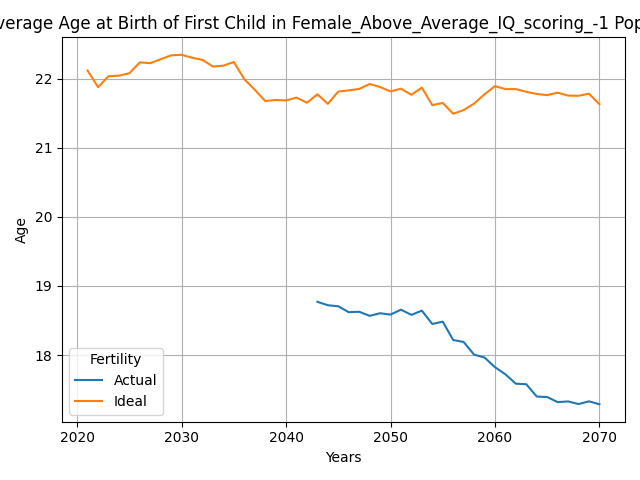 verage Age at Birth of First Child in Female_Above_Average_IQ_scoring_-1 Pop
22
21
20
19
18
Age
Fertility
Actual
Ideal
2020 2030 2040 2050 2060 2070
Years